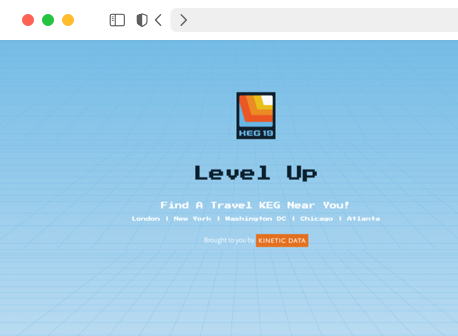 KEG 19
Level Up
Find A Travel KEG Near You!
London | New York | Washington DC | Chicago | Atlanta
Brought to you by KINETIC DATA